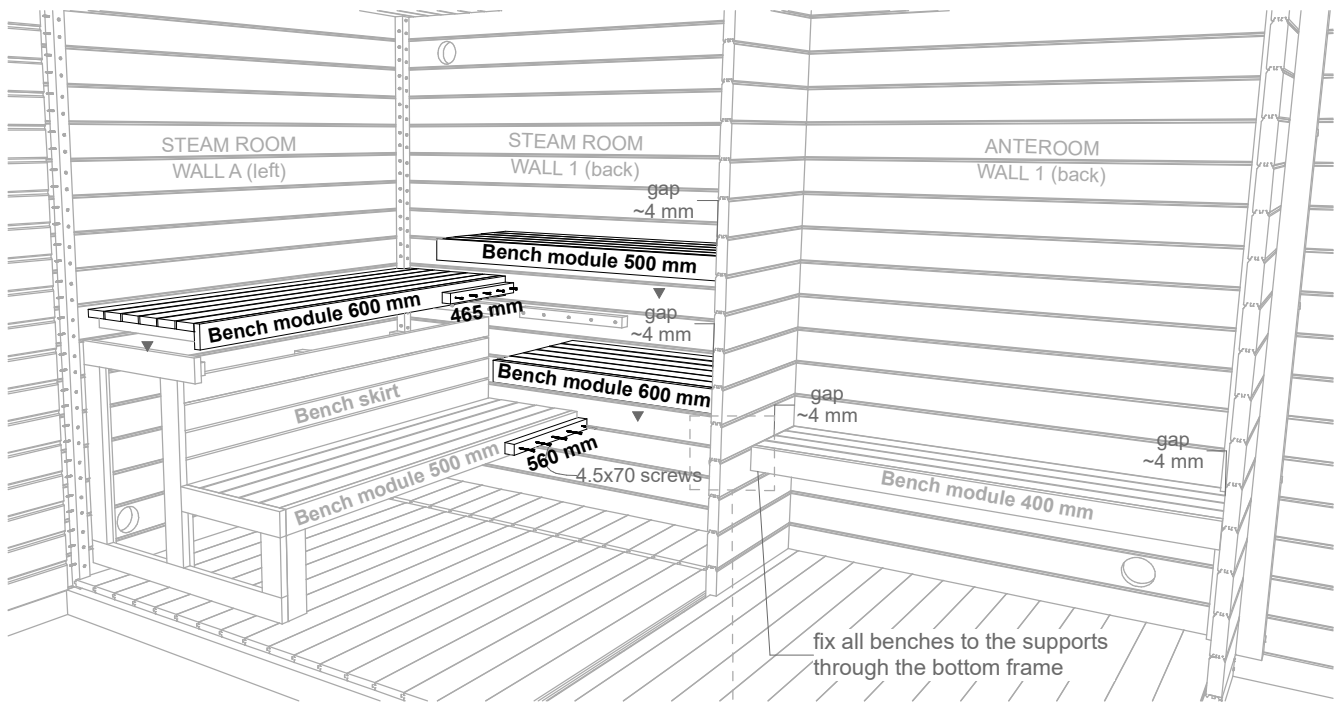 STEAM ROOM
WALL A (left)
STEAM ROOM
WALL 1 (back)
ANTEROOM
WALL 1 (back)
gap
~4 mm
Bench module 500 mm
Bench module 600 mm
465 mm
gap
~4 mm
Bench module 600 mm
Bench skirt
gap
~4 mm
gap
~4 mm
560 mm
4.5x70 screws
Bench module 500 mm
Bench module 400 mm
fix all benches to the supports
through the bottom frame